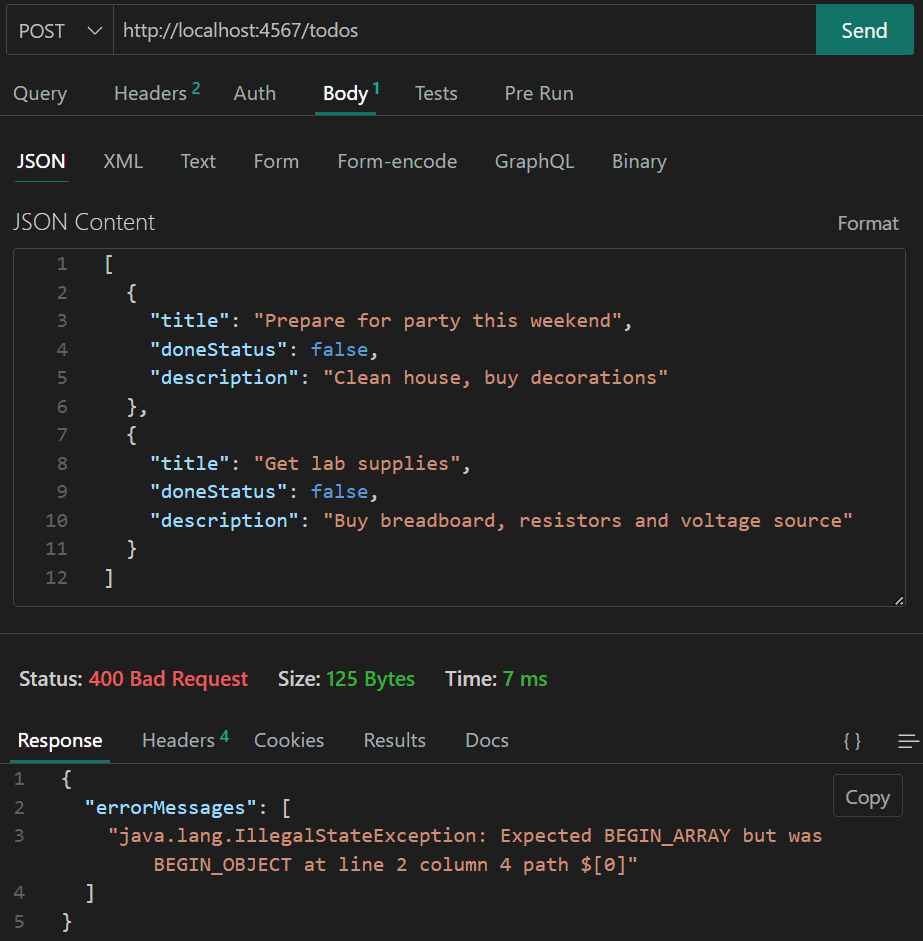 POST http://localhost:4567/todos Send
Query Headers 2 Auth Body 1 Tests Pre Run
JSON XML Text Form Form-encode GraphQL Binary
JSON Content Format
1 [
2 {
3 "title": "Prepare for party this weekend",
4 "doneStatus": false,
5 "description": "Clean house, buy decorations"
6 },
7 {
8 "title": "Get lab supplies",
9 "doneStatus": false,
10 "description": "Buy breadboard, resistors and voltage source"
11 }
12 ]
Status: 400 Bad Request Size: 125 Bytes Time: 7 ms
Response Headers 4 Cookies Results Docs { }
1 {
Copy
2 "errorMessages": [
3 "java.lang.IllegalStateException: Expected BEGIN_ARRAY but was
BEGIN_OBJECT at line 2 column 4 path $[0]"
4 ]
5 }